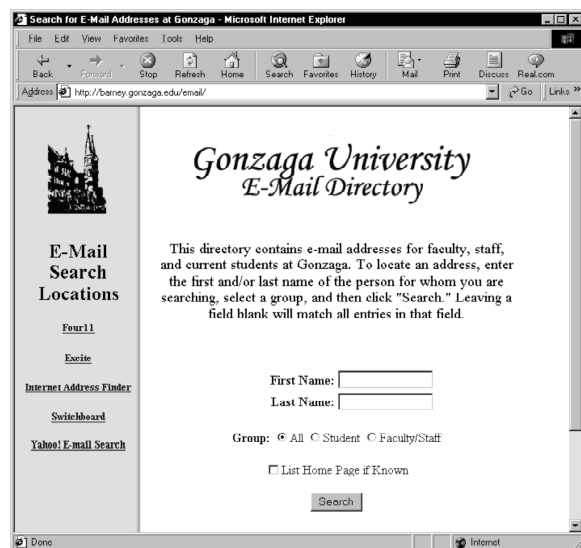 Search for E-Mail Addresses at Gonzaga - Microsoft Internet Explorer
File Edit View Favorites Tools Help
Back Forward Stop Refresh Home Search Favorites History Mail Print Discuss Real.com
Address http://barney.gonzaga.edu/email/ Go Links »
Gonzaga University
E-Mail Directory
E-Mail
Search
Locations
Four11
Excite
Internet Address Finder
Switchboard
Yahoo! E-mail Search
This directory contains e-mail addresses for faculty, staff,
and current students at Gonzaga. To locate an address, enter
the first and/or last name of the person for whom you are
searching, select a group, and then click "Search." Leaving a
field blank will match all entries in that field.
First Name:
Last Name:
Group: All Student Faculty/Staff
List Home Page if Known
Search
Done Internet